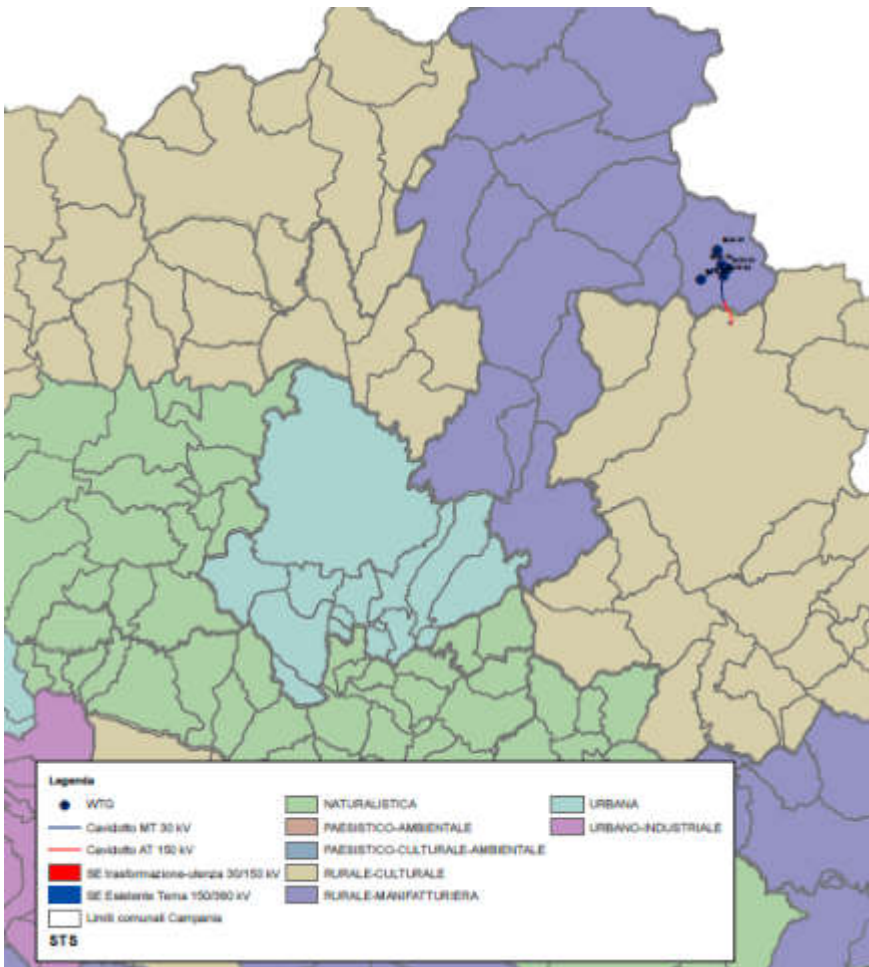 Legenda
WTG
Cavidotto MT 30 kV
Cavidotto AT 150 kV
SE trasformazione-utenza 30/150 kV
SE Esistente Terna 150/380 kV
Limiti comunali Campania
STS
NATURALISTICA
PAESISTICO-AMBIENTALE
PAESISTICO-CULTURALE-AMBIENTALE
RURALE-CULTURALE
RURALE-MANIFATTURIERA
URBANA
URBANO-INDUSTRIALE